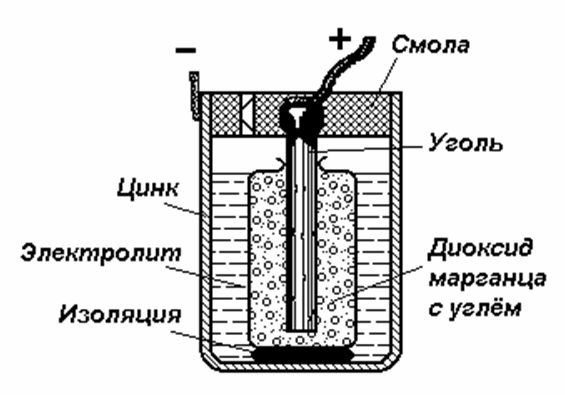 –
+
Смола
Уголь
Цинк
Электролит
Диоксид
марганца
с углём
Изоляция